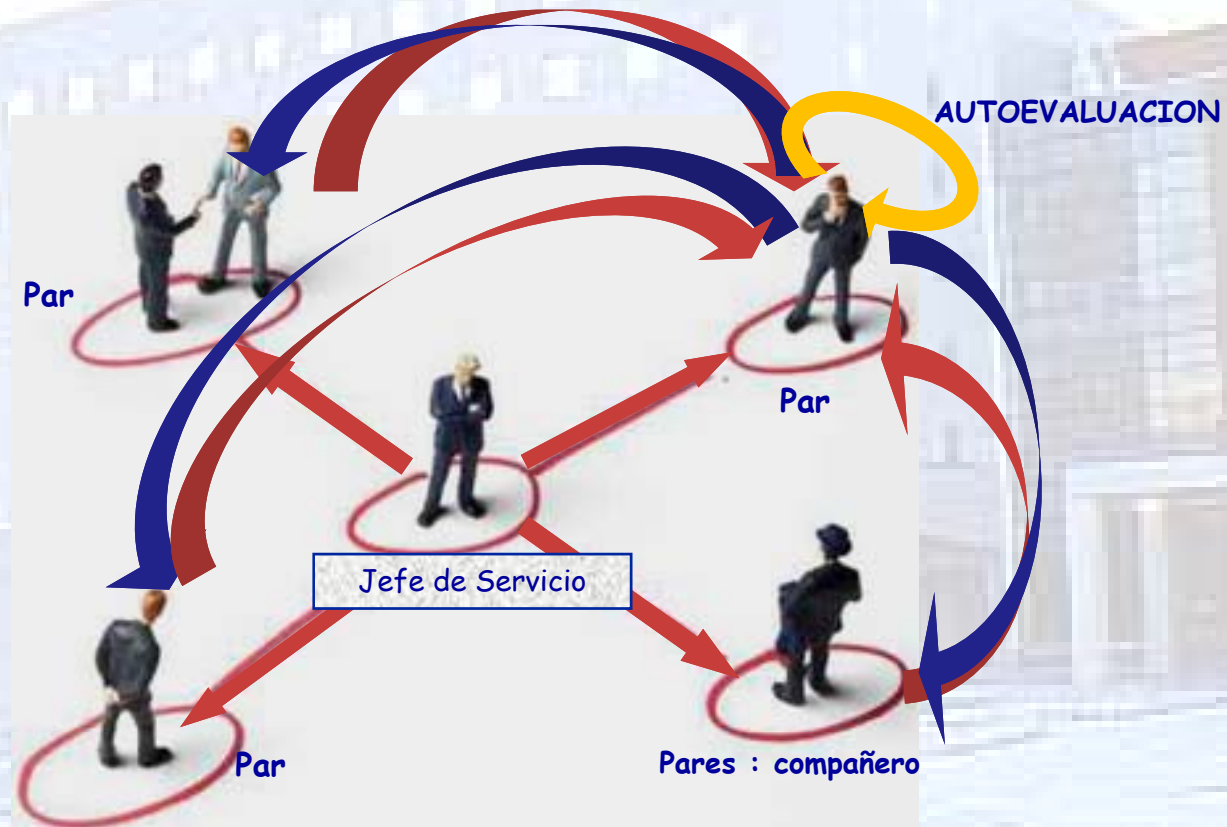 AUTOEVALUACION
Par
Par
Jefe de Servicio
Par
Pares : compañero